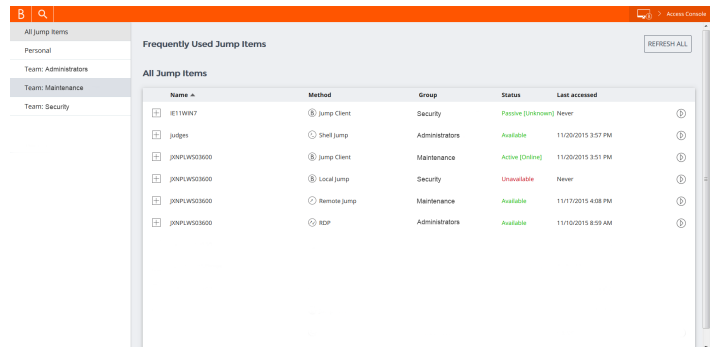 B
> Access Console
All Jump Items
Personal
Team: Administrators
Team: Maintenance
Team: Security
Frequently Used Jump Items
REFRESH ALL
All Jump Items
Name Method Group Status Last accessed
IE11WIN7 Jump Client Security Passive [Unknown] Never
judges Shell Jump Administrators Available 11/20/2015 3:57 PM
JXNPLWS03600 Jump Client Maintenance Active [Online] 11/20/2015 3:51 PM
JXNPLWS03600 Local Jump Security Unavailable Never
JXNPLWS03600 Remote Jump Maintenance Available 11/17/2015 4:08 PM
JXNPLWS03600 RDP Administrators Available 11/10/2015 8:59 AM